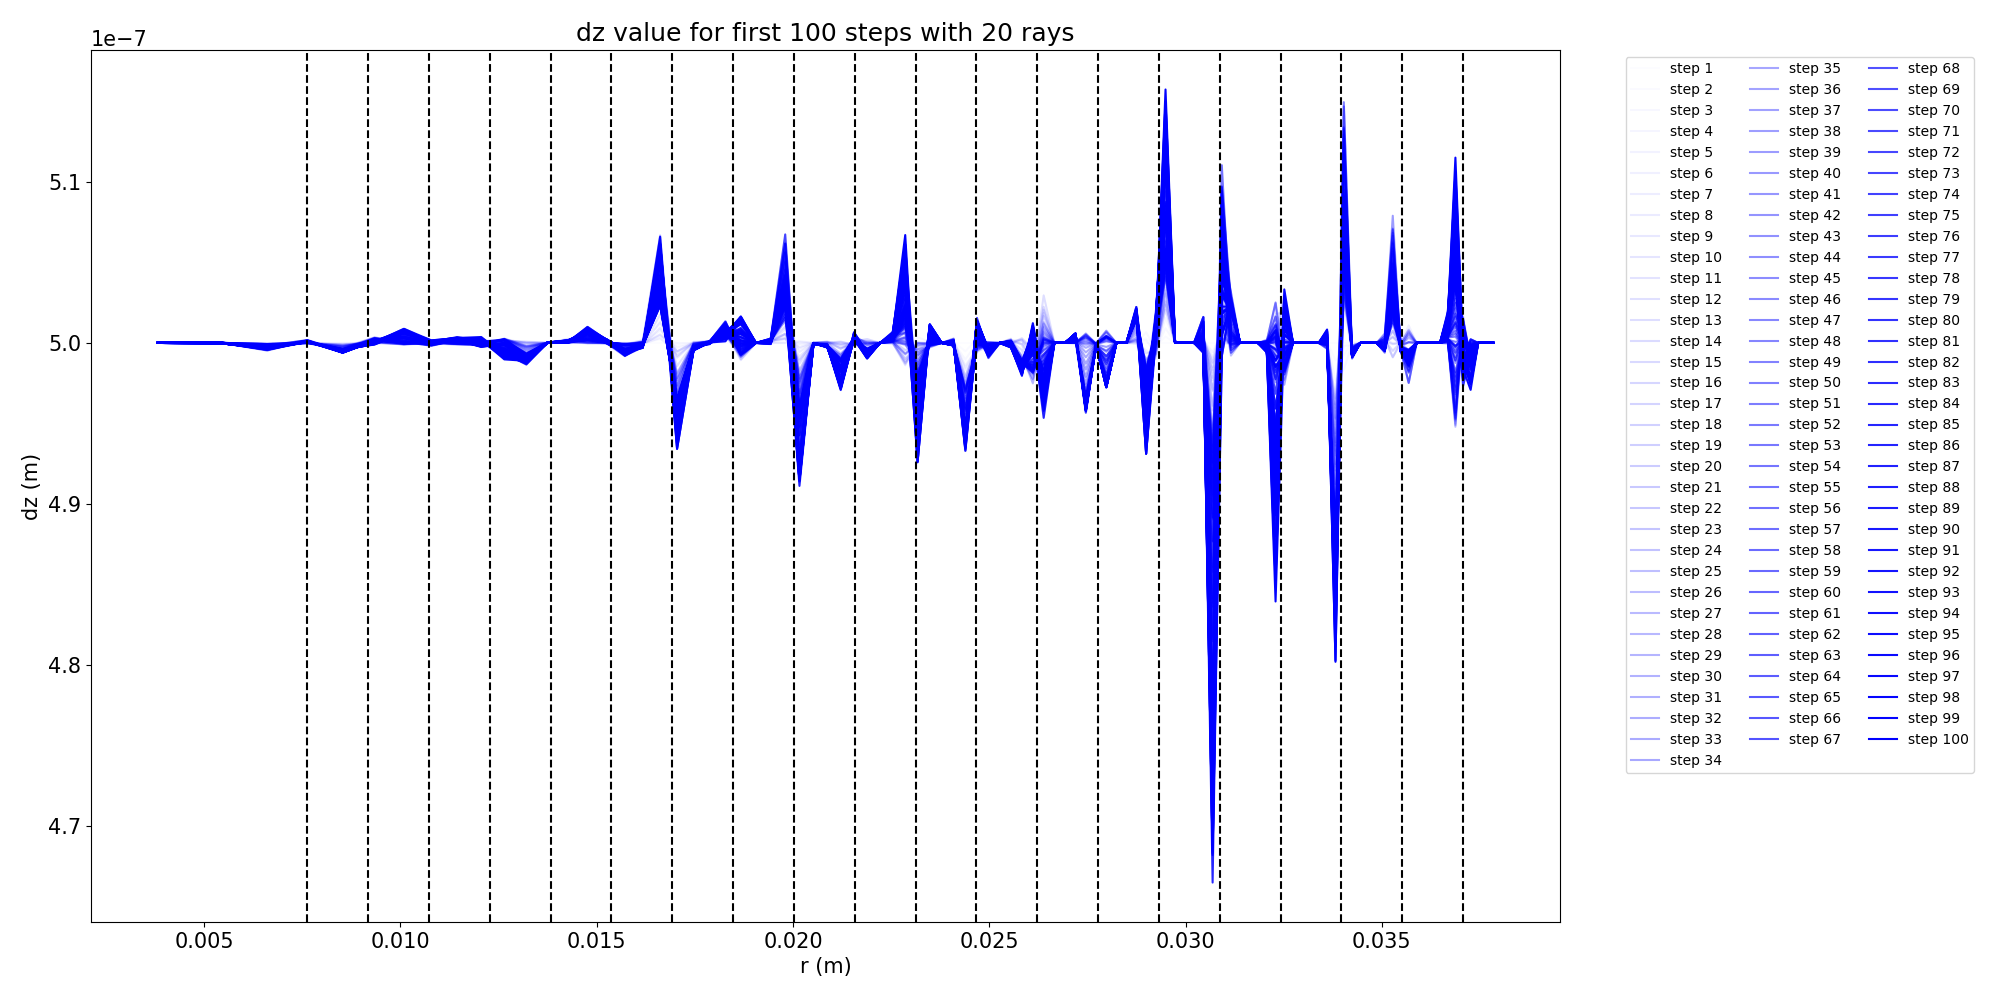 dz value for first 100 steps with 20 rays
1e−7
5.1
5.0
4.9
4.8
4.7
dz (m)
0.005 0.010 0.015 0.020 0.025 0.030 0.035
r (m)
step 1
step 2
step 3
step 4
step 5
step 6
step 7
step 8
step 9
step 10
step 11
step 12
step 13
step 14
step 15
step 16
step 17
step 18
step 19
step 20
step 21
step 22
step 23
step 24
step 25
step 26
step 27
step 28
step 29
step 30
step 31
step 32
step 33
step 34
step 35
step 36
step 37
step 38
step 39
step 40
step 41
step 42
step 43
step 44
step 45
step 46
step 47
step 48
step 49
step 50
step 51
step 52
step 53
step 54
step 55
step 56
step 57
step 58
step 59
step 60
step 61
step 62
step 63
step 64
step 65
step 66
step 67
step 68
step 69
step 70
step 71
step 72
step 73
step 74
step 75
step 76
step 77
step 78
step 79
step 80
step 81
step 82
step 83
step 84
step 85
step 86
step 87
step 88
step 89
step 90
step 91
step 92
step 93
step 94
step 95
step 96
step 97
step 98
step 99
step 100